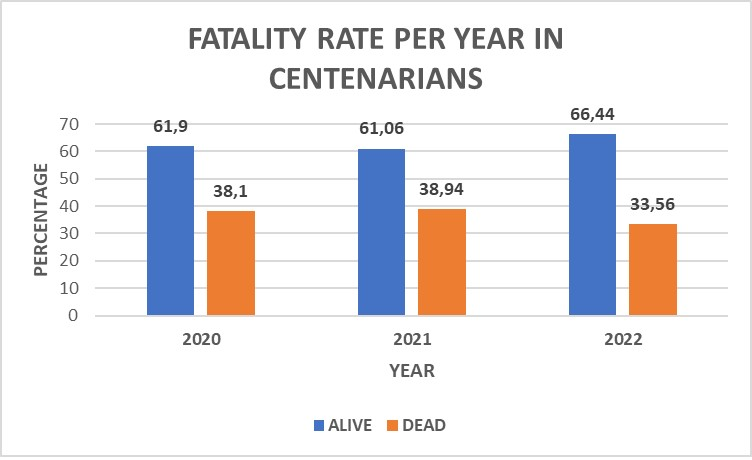 FATALITY RATE PER YEAR IN
CENTENARIANS
PERCENTAGE
70
60
50
40
30
20
10
0
61,9
38,1
61,06
38,94
66,44
33,56
2020
2021
2022
YEAR
ALIVE
DEAD